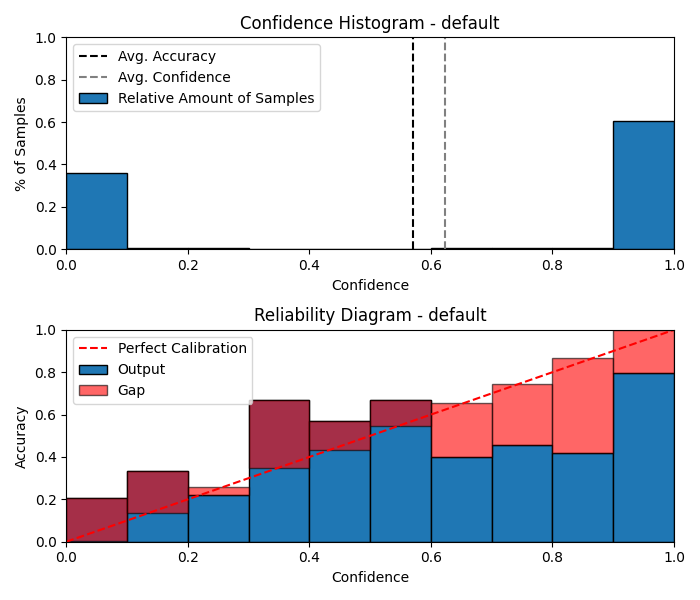 Confidence Histogram - default
1.0
0.8
0.6
0.4
0.2
0.0
% of Samples
Avg. Accuracy
Avg. Confidence
Relative Amount of Samples
0.0 0.2 0.4 0.6 0.8 1.0
Confidence
Reliability Diagram - default
1.0
0.8
0.6
0.4
0.2
0.0
Accuracy
Perfect Calibration
Output
Gap
0.0 0.2 0.4 0.6 0.8 1.0
Confidence